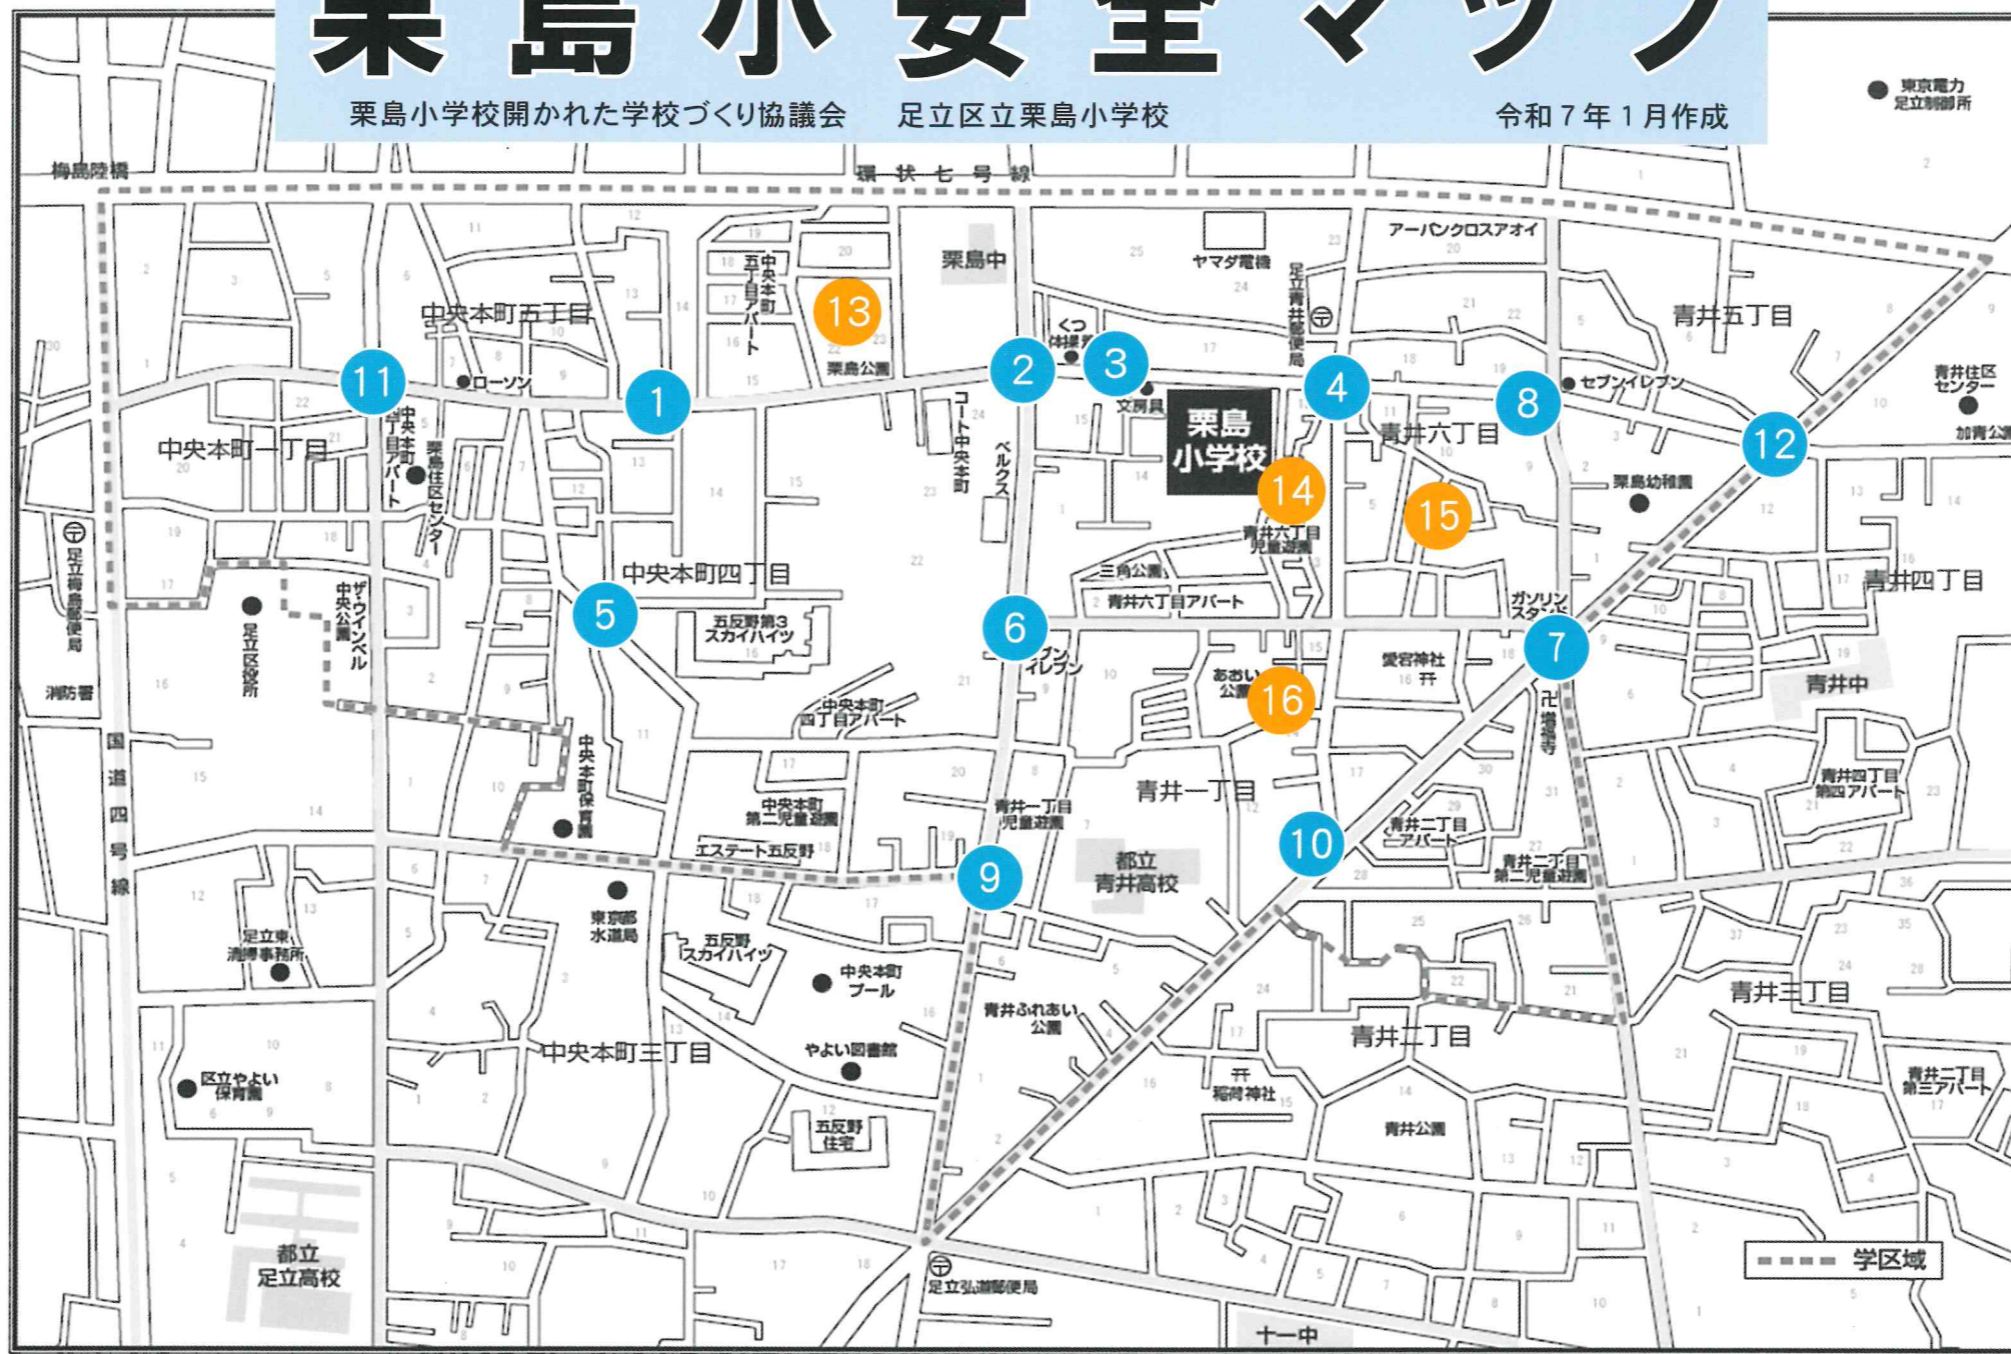 栗島小安全マップ
栗島小学校開かれた学校づくり協議会　足立区立栗島小学校　令和7年1月作成
東京電力
足立制御所
梅島陸橋
環状七号線
栗島中
ヤマダ電機
アーバンクロスアオイ
足立青井郵便局
中央本町
五丁目アパート
中央本町五丁目
13
栗島公園
青井五丁目
青井住区
センター
加青公園
11
ローソン
1
2
くつ
3
文房具
4
8
セブンイレブン
12
栗島
小学校
青井六丁目
中央本町一丁目
中央本町
栗島住区センター
コート中央本町
ベルクス
14
15
栗島幼稚園
青井六丁目
児童遊園
三角公園
青井六丁目アパート
青井四丁目
足立梅島郵便局
足立区役所
ザ・ウインベル
中央公園
中央本町四丁目
5
五反野第3
スカイハイツ
6
イレブン
ガソリン
スタンド
7
消防署
愛宕神社
あおい
公園
16
増福寺
青井中
国道四号線
中央本町
四丁目アパート
中央本町保育園
中央本町
第二児童遊園
青井一丁目
児童遊園
青井一丁目
10
青井二丁目
アパート
青井二丁目
第二児童遊園
青井四丁目
第四アパート
エステート五反野
9
都立
青井高校
東京都
水道局
足立東
清掃事務所
五反野
スカイハイツ
中央本町
プール
青井ふれあい
公園
青井三丁目
中央本町三丁目
やよい図書館
青井二丁目
稲荷神社
区立やよい
保育園
五反野
住宅
青井公園
青井二丁目
第三アパート
都立
足立高校
足立弘道郵便局
学区域
十一中